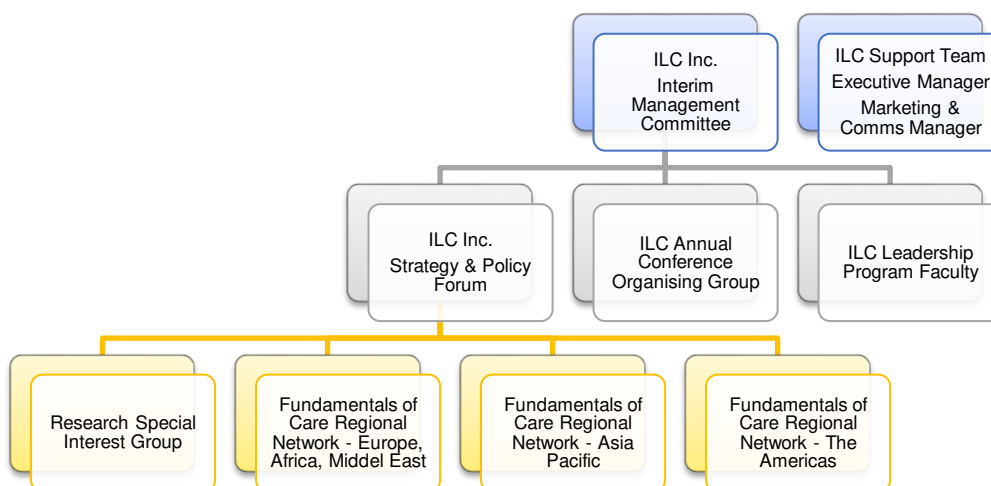 ILC Inc.
Interim
Management
Committee
ILC Support Team
Executive Manager
Marketing &
Comms Manager
ILC Inc.
Strategy & Policy
Forum
ILC Annual
Conference
Organising Group
ILC Leadership
Program Faculty
Research Special
Interest Group
Fundamentals of
Care Regional
Network - Europe,
Africa, Middel East
Fundamentals of
Care Regional
Network - Asia
Pacific
Fundamentals of
Care Regional
Network - The
Americas